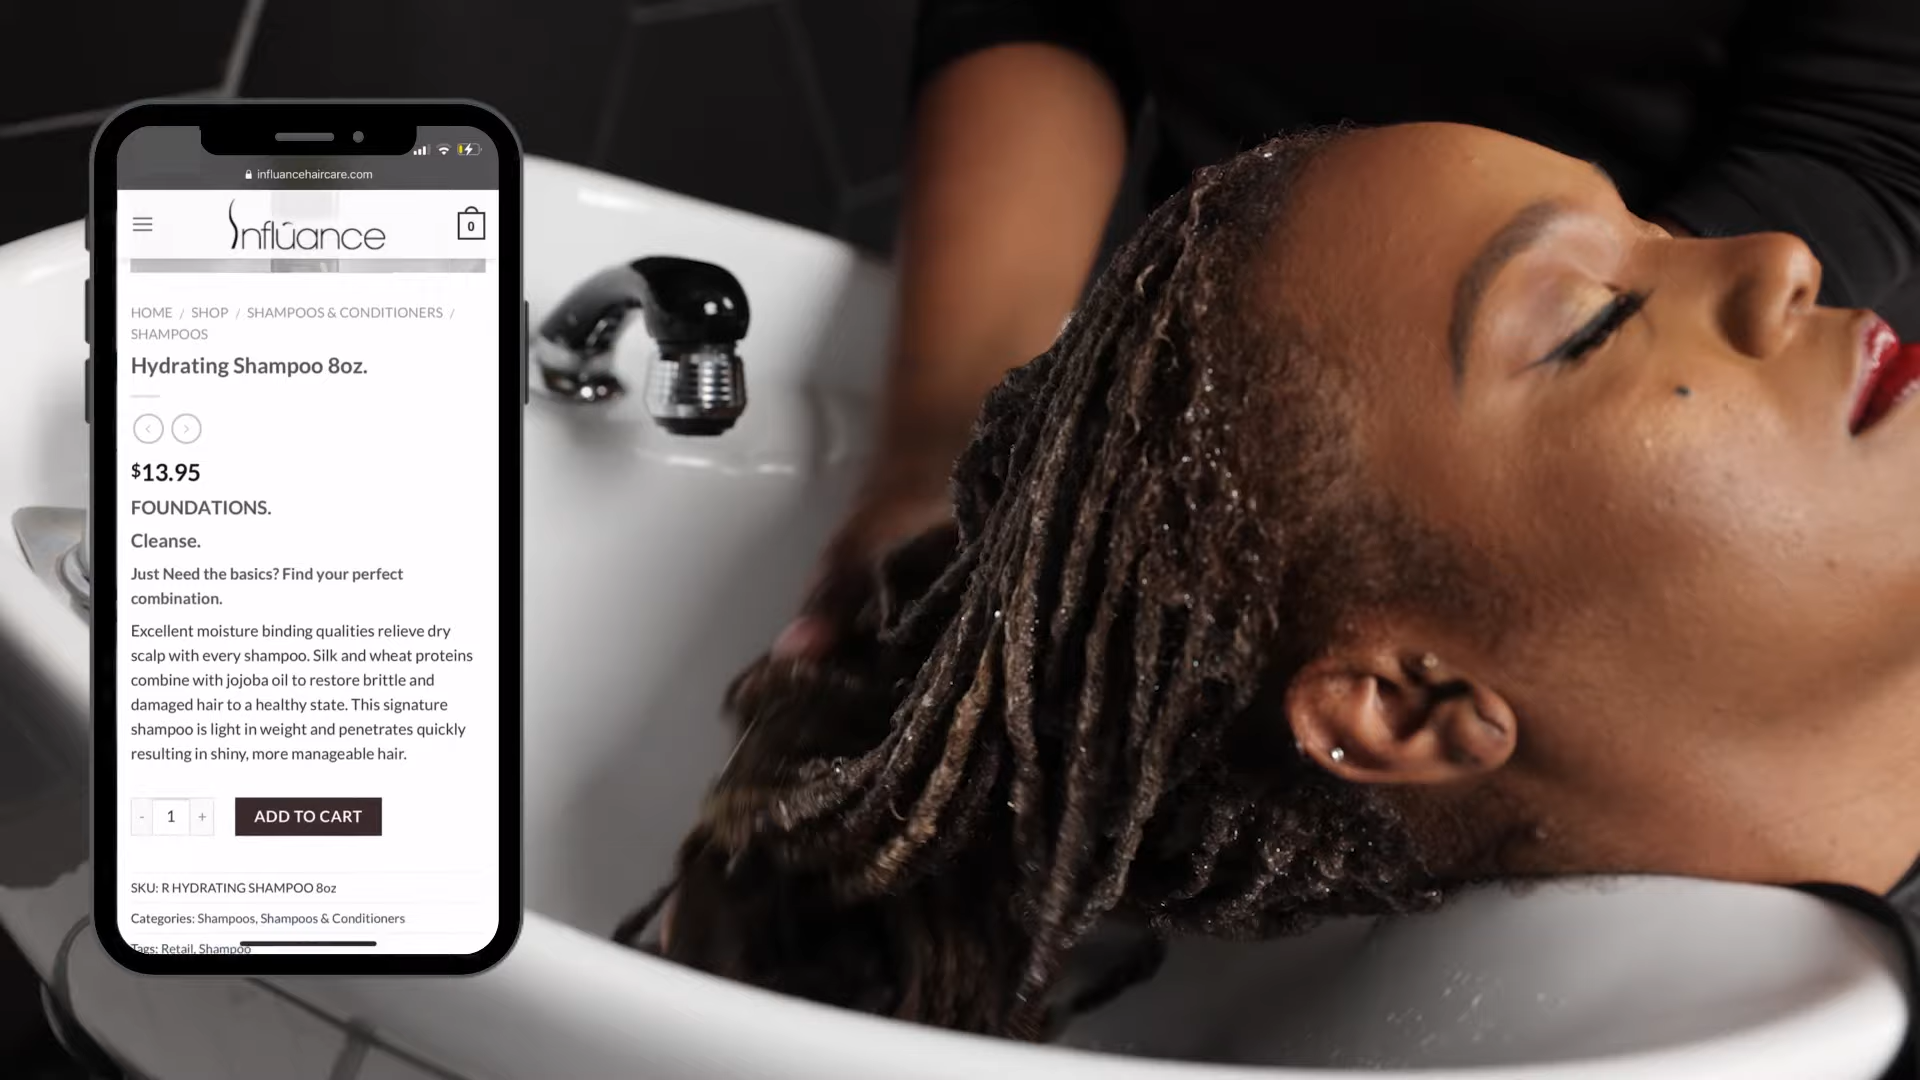 influancehaircare.com
Influance
0
HOME / SHOP / SHAMPOOS & CONDITIONERS /
SHAMPOOS
Hydrating Shampoo 8oz.
$13.95
FOUNDATIONS.
Cleanse.
Just Need the basics? Find your perfect
combination.
Excellent moisture binding qualities relieve dry
scalp with every shampoo. Silk and wheat proteins
combine with jojoba oil to restore brittle and
damaged hair to a healthy state. This signature
shampoo is light in weight and penetrates quickly
resulting in shiny, more manageable hair.
- 1 + ADD TO CART
SKU: R HYDRATING SHAMPOO 8oz
Categories: Shampoos, Shampoos & Conditioners
Tags: Retail, Shampoo